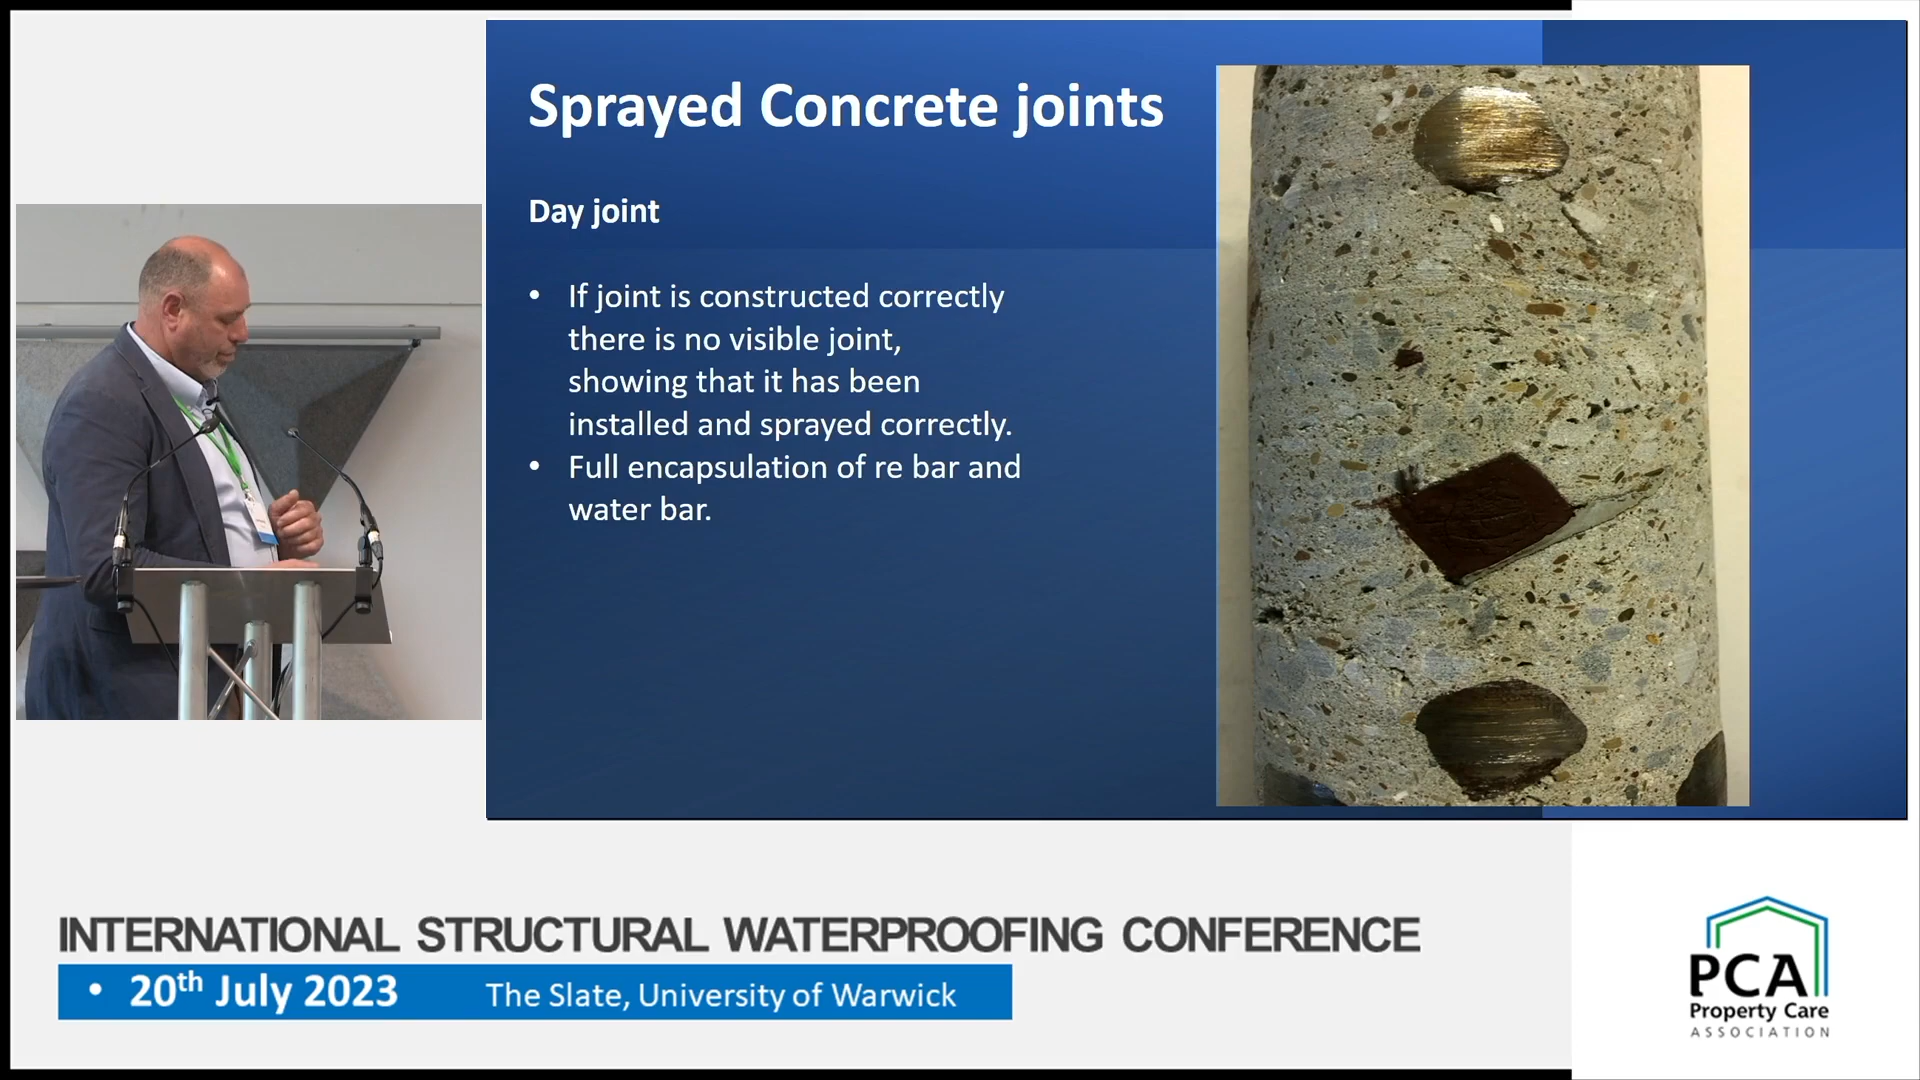 Sprayed Concrete joints
Day joint
• If joint is constructed correctly
there is no visible joint,
showing that it has been
installed and sprayed correctly.
• Full encapsulation of re bar and
water bar.
INTERNATIONAL STRUCTURAL WATERPROOFING CONFERENCE
• 20th July 2023 The Slate, University of Warwick
PCA
Property Care
ASSOCIATION